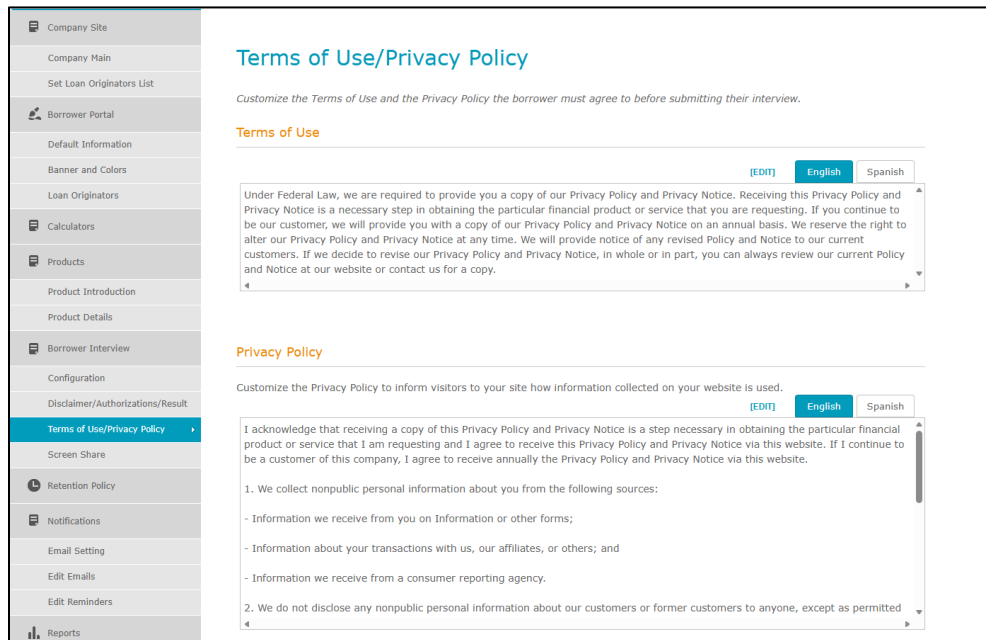 Company Site
Company Main
Set Loan Originators List
Borrower Portal
Default Information
Banner and Colors
Loan Originators
Calculators
Products
Product Introduction
Product Details
Borrower Interview
Configuration
Disclaimer/Authorizations/Result
Terms of Use/Privacy Policy
Screen Share
Retention Policy
Notifications
Email Setting
Edit Emails
Edit Reminders
Reports
Terms of Use/Privacy Policy
Customize the Terms of Use and the Privacy Policy the borrower must agree to before submitting their interview.
Terms of Use
[EDIT] English Spanish
Under Federal Law, we are required to provide you a copy of our Privacy Policy and Privacy Notice. Receiving this Privacy Policy and
Privacy Notice is a necessary step in obtaining the particular financial product or service that you are requesting. If you continue to
be our customer, we will provide you with a copy of our Privacy Policy and Privacy Notice on an annual basis. We reserve the right to
alter our Privacy Policy and Privacy Notice at any time. We will provide notice of any revised Policy and Notice to our current
customers. If we decide to revise our Privacy Policy and Privacy Notice, in whole or in part, you can always review our current Policy
and Notice at our website or contact us for a copy.
Privacy Policy
Customize the Privacy Policy to inform visitors to your site how information collected on your website is used.
[EDIT] English Spanish
I acknowledge that receiving a copy of this Privacy Policy and Privacy Notice is a step necessary in obtaining the particular financial
product or service that I am requesting and I agree to receive this Privacy Policy and Privacy Notice via this website. If I continue to
be a customer of this company, I agree to receive annually the Privacy Policy and Privacy Notice via this website.
1. We collect nonpublic personal information about you from the following sources:
- Information we receive from you on Information or other forms;
- Information about your transactions with us, our affiliates, or others; and
- Information we receive from a consumer reporting agency.
2. We do not disclose any nonpublic personal information about our customers or former customers to anyone, except as permitted